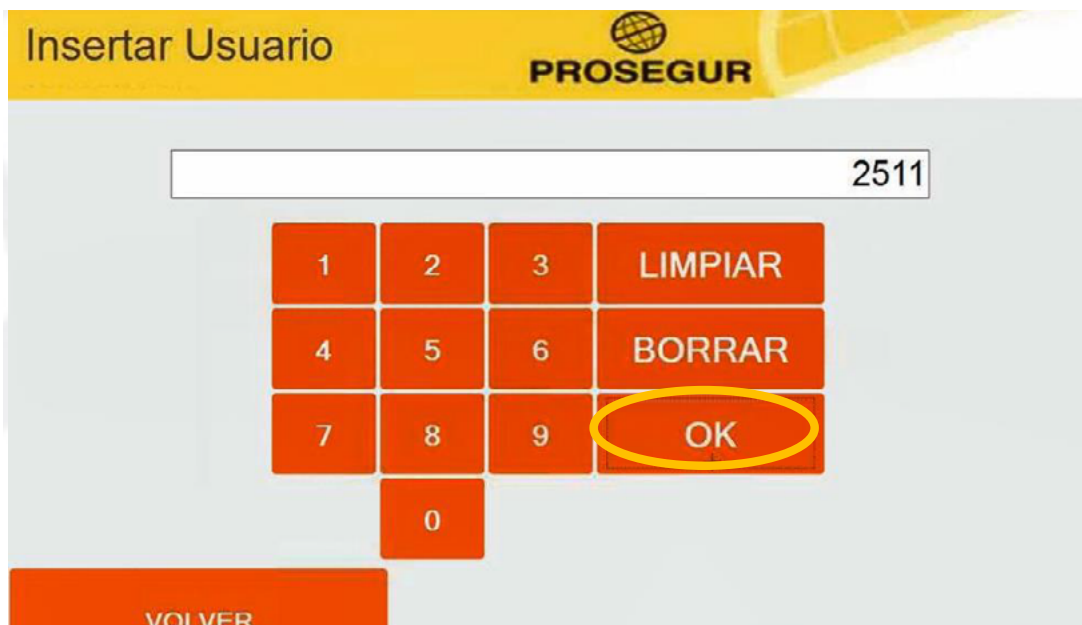 Insertar Usuario
PROSEGUR
2511
1 2 3 LIMPIAR
4 5 6 BORRAR
7 8 9 OK
0
VOLVER